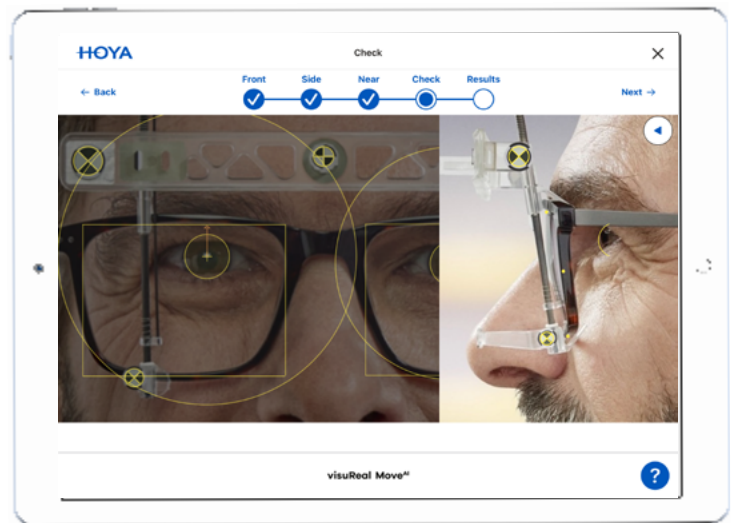 HOYA
Check
← Back
Front Side Near Check Results
Next →
visuReal Move^AI
?